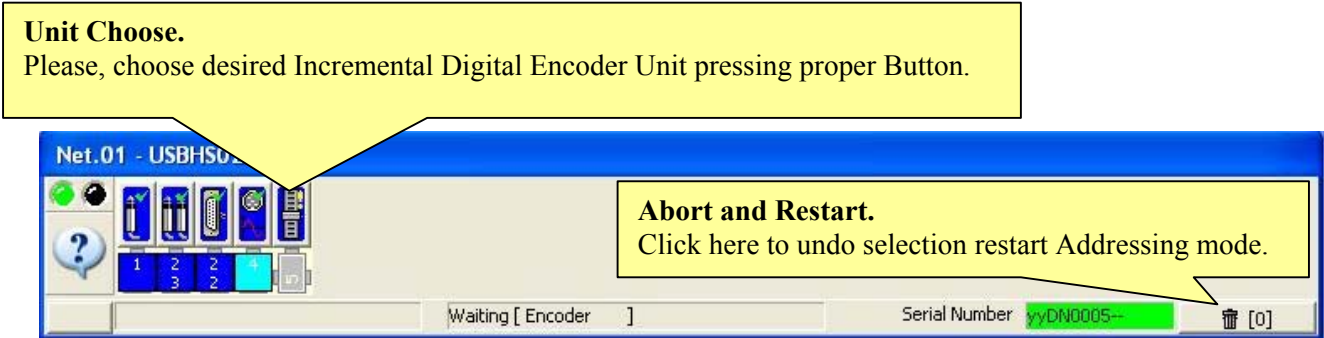 Unit Choose.
Please, choose desired Incremental Digital Encoder Unit pressing proper Button.
Net.01 - USBHS0
Abort and Restart.
Click here to undo selection restart Addressing mode.
?
1 2 2 4 5
3 2
Waiting [ Encoder ]
Serial Number yyDN0005--
[0]